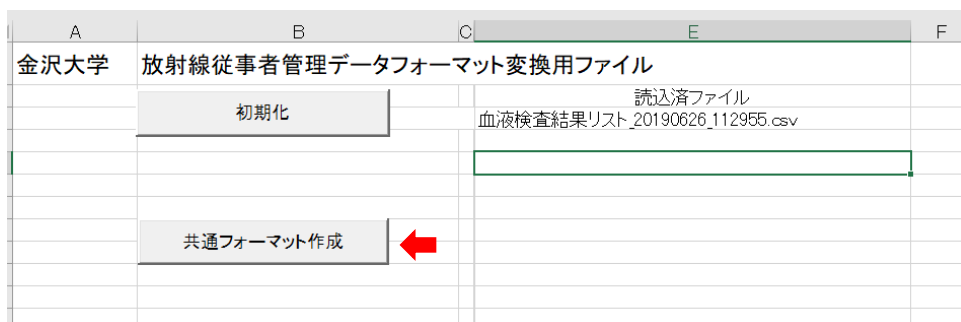 A B C E F
金沢大学 放射線従事者管理データフォーマット変換用ファイル
初期化
読込済ファイル
血液検査結果リスト_20190626_112955.csv
共通フォーマット作成